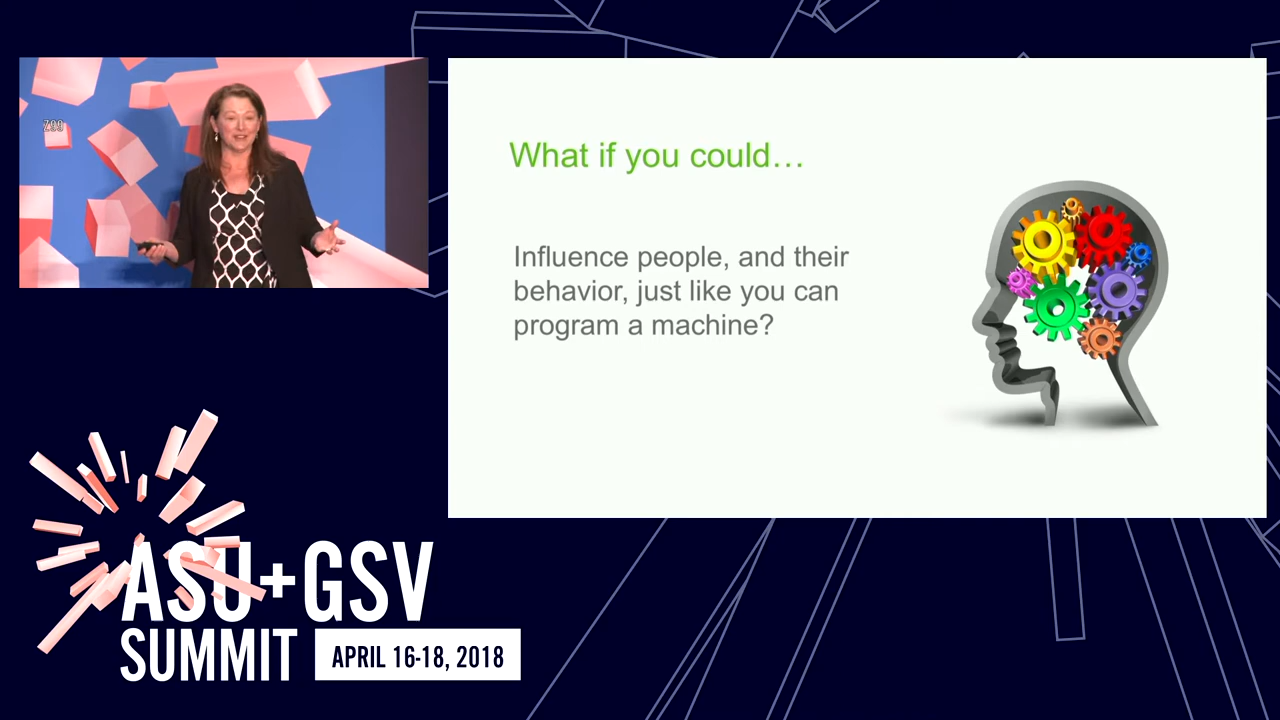 What if you could…
Influence people, and their
behavior, just like you can
program a machine?
ASU+GSV
SUMMIT
APRIL 16-18, 2018